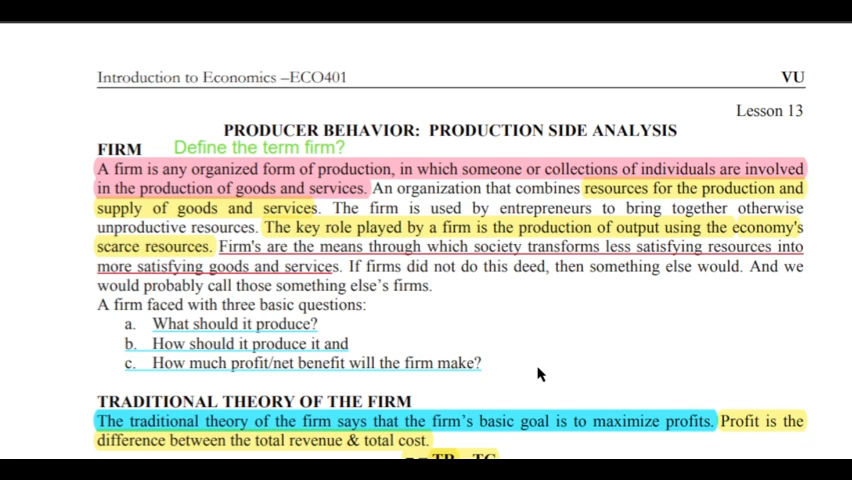 Introduction to Economics –ECO401 VU
Lesson 13
PRODUCER BEHAVIOR: PRODUCTION SIDE ANALYSIS
FIRM Define the term firm?
A firm is any organized form of production, in which someone or collections of individuals are involved
in the production of goods and services. An organization that combines resources for the production and
supply of goods and services. The firm is used by entrepreneurs to bring together otherwise
unproductive resources. The key role played by a firm is the production of output using the economy's
scarce resources. Firm's are the means through which society transforms less satisfying resources into
more satisfying goods and services. If firms did not do this deed, then something else would. And we
would probably call those something else's firms.
A firm faced with three basic questions:
a. What should it produce?
b. How should it produce it and
c. How much profit/net benefit will the firm make?
TRADITIONAL THEORY OF THE FIRM
The traditional theory of the firm says that the firm's basic goal is to maximize profits. Profit is the
difference between the total revenue & total cost.
TR TC